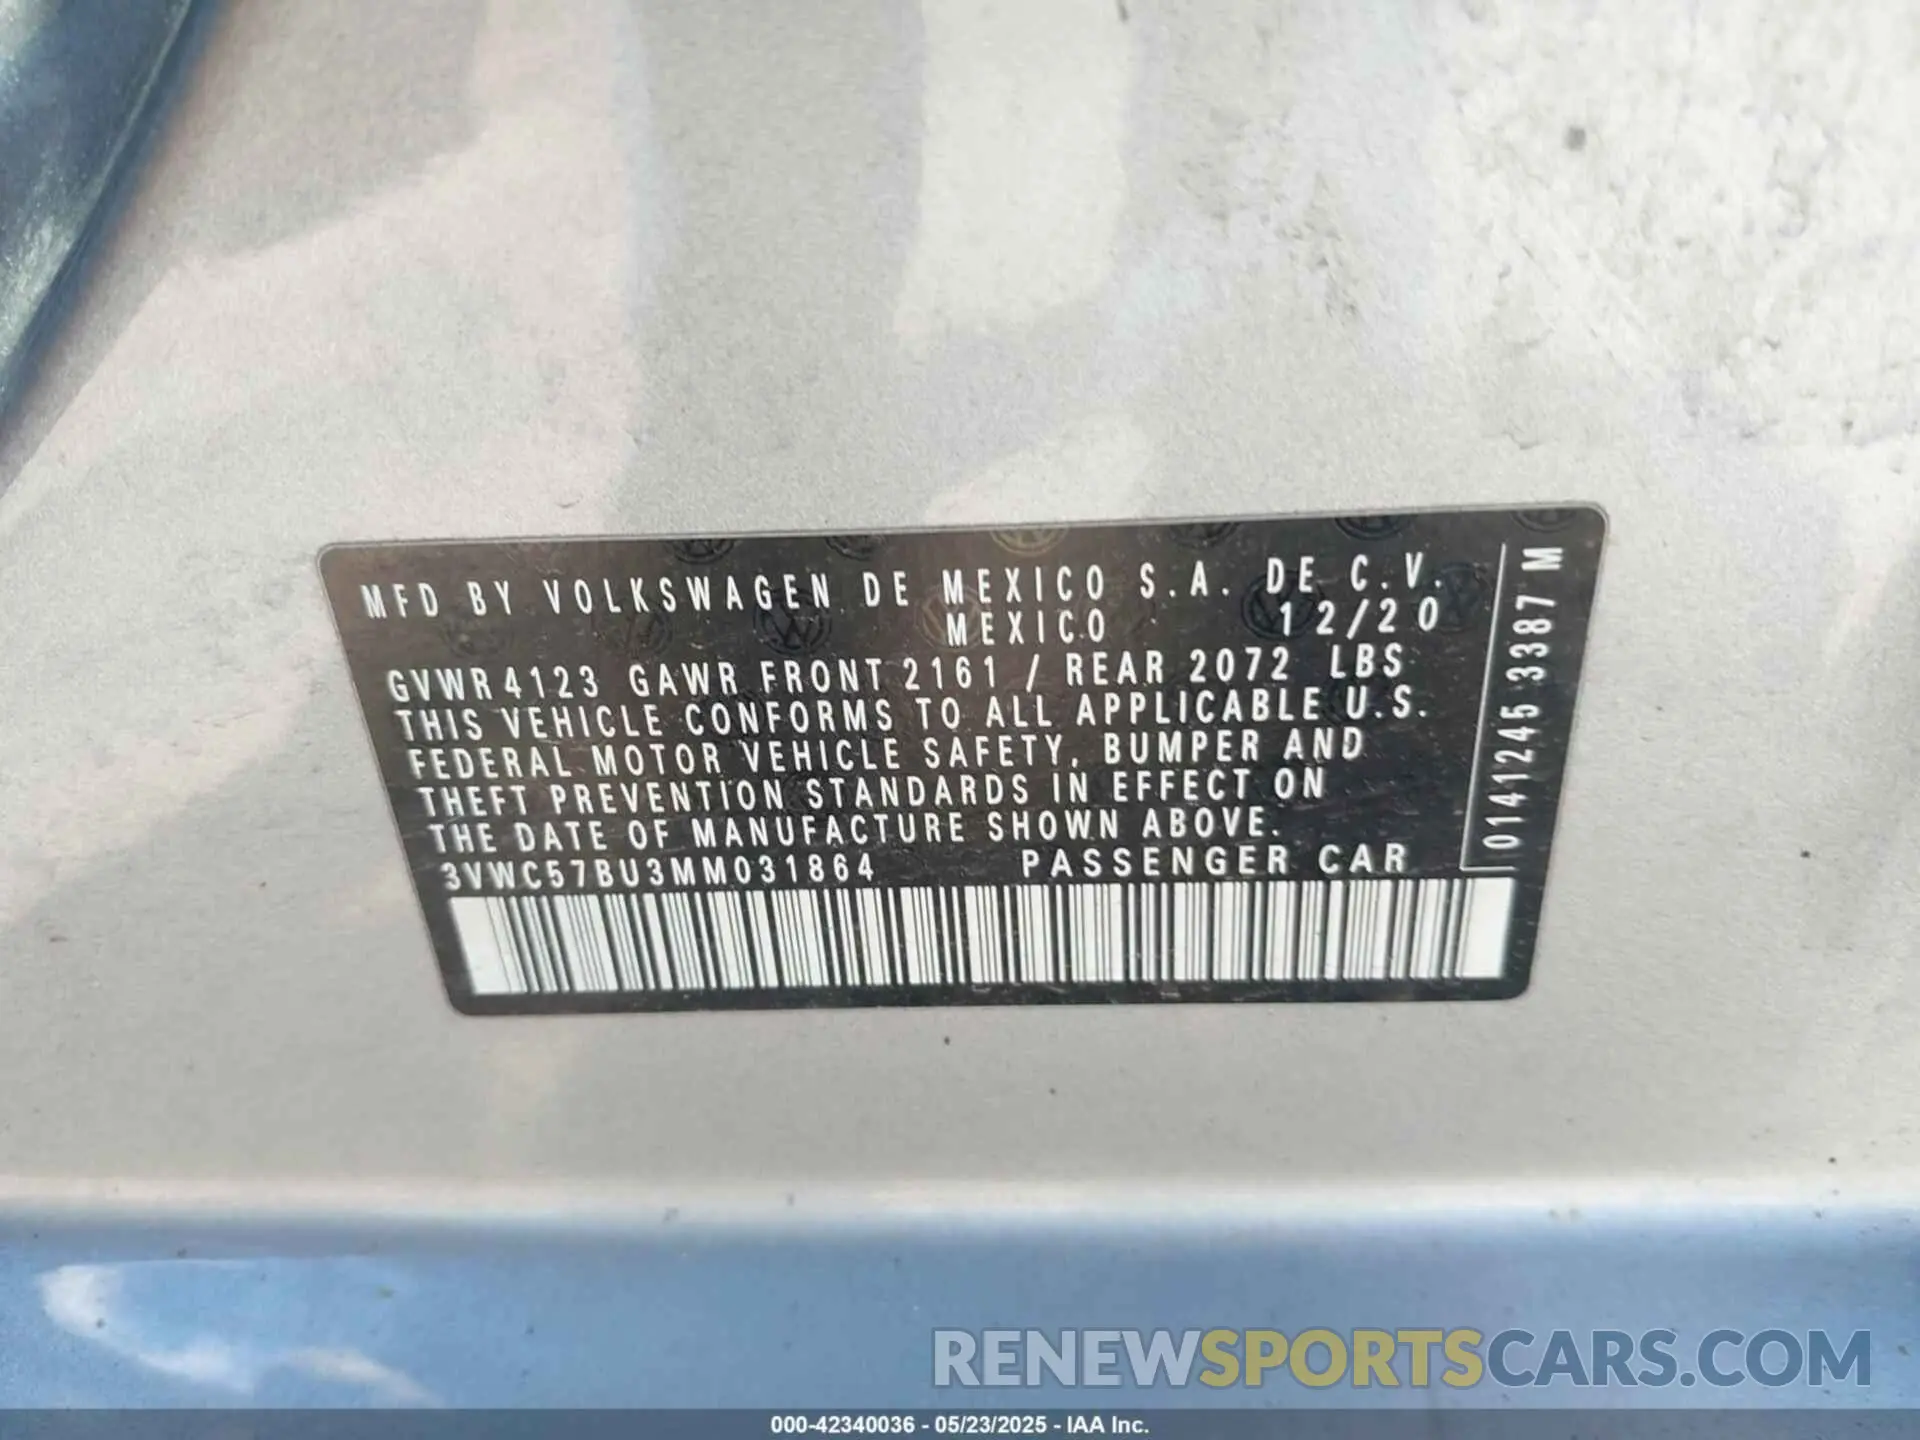 MFD BY VOLKSWAGEN DE MEXICO S.A. DE C.V.
MEXICO 12/20
GVWR 4123 GAWR FRONT 2161 / REAR 2072 LBS
THIS VEHICLE CONFORMS TO ALL APPLICABLE U.S.
FEDERAL MOTOR VEHICLE SAFETY, BUMPER AND
THEFT PREVENTION STANDARDS IN EFFECT ON
THE DATE OF MANUFACTURE SHOWN ABOVE.
3VWC57BU3MM031864 PASSENGER CAR
0141245 3387 M
RENEWSPORTSCARS.COM
000-42340036 - 05/23/2025 - IAA Inc.